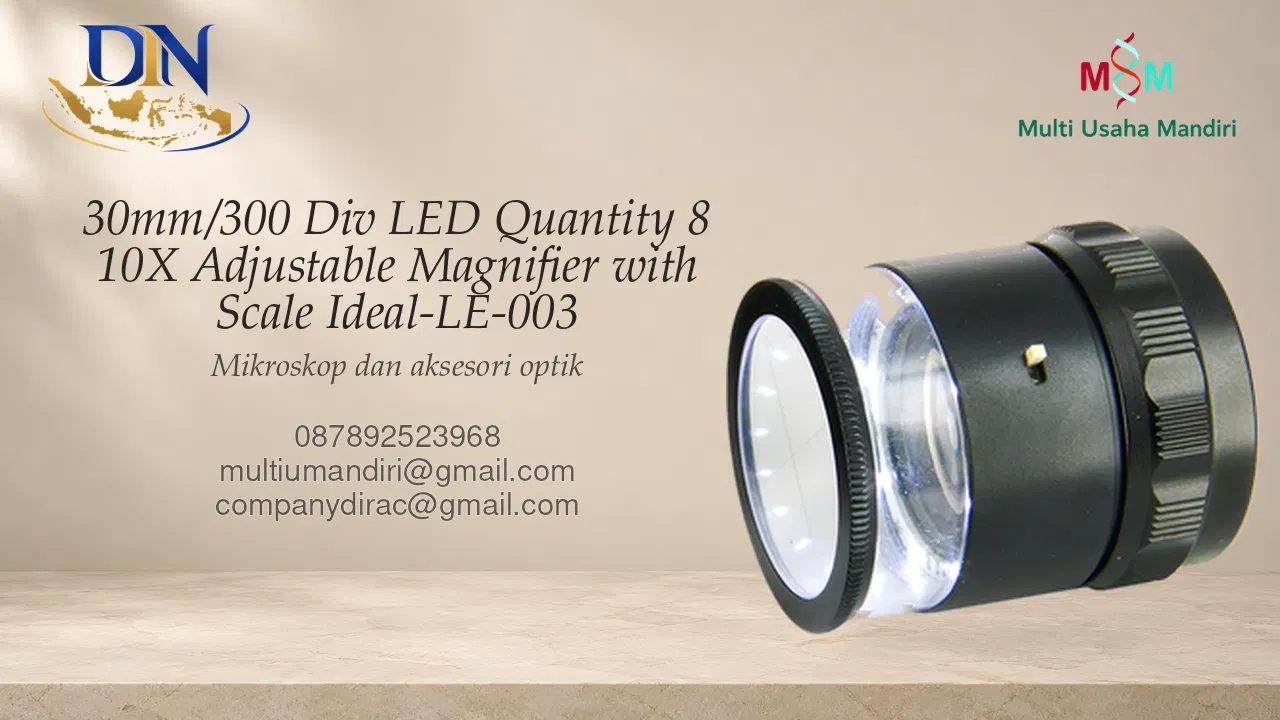 DN
M M
Multi Usaha Mandiri
30mm/300 Div LED Quantity 8
10X Adjustable Magnifier with
Scale Ideal-LE-003
Mikroskop dan aksesori optik
087892523968
multiumandiri@gmail.com
companydirac@gmail.com